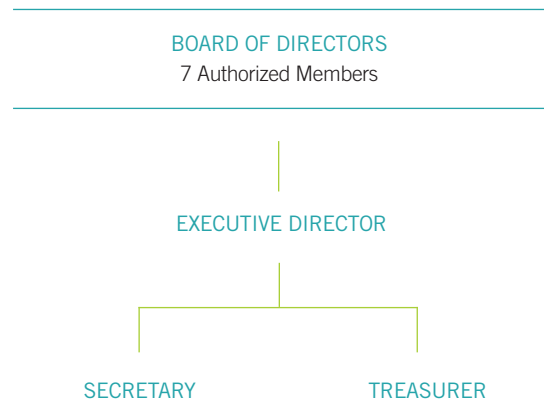 BOARD OF DIRECTORS
7 Authorized Members
EXECUTIVE DIRECTOR
SECRETARY
TREASURER